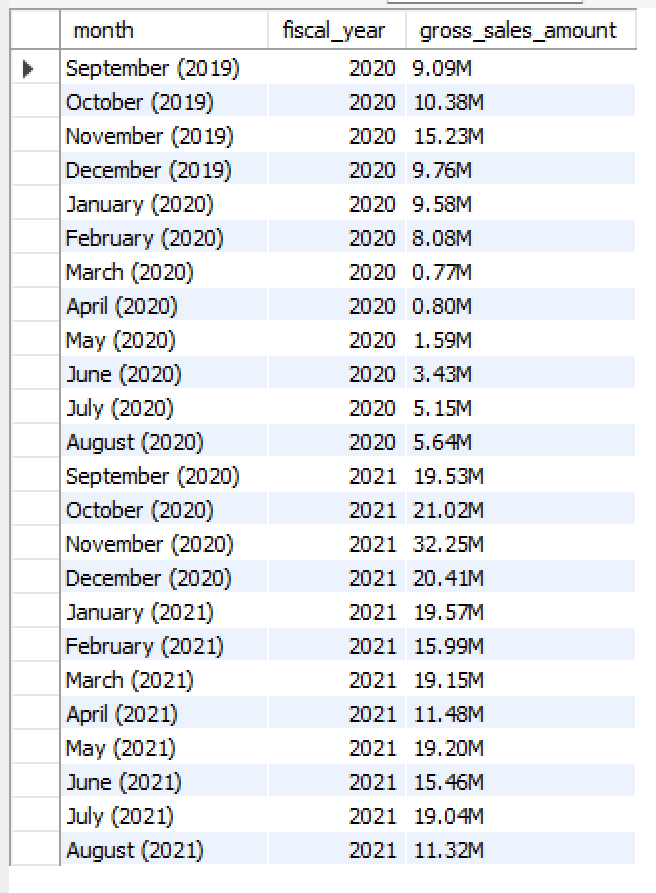 month fiscal_year gross_sales_amount
September (2019) 2020 9.09M
October (2019) 2020 10.38M
November (2019) 2020 15.23M
December (2019) 2020 9.76M
January (2020) 2020 9.58M
February (2020) 2020 8.08M
March (2020) 2020 0.77M
April (2020) 2020 0.80M
May (2020) 2020 1.59M
June (2020) 2020 3.43M
July (2020) 2020 5.15M
August (2020) 2020 5.64M
September (2020) 2021 19.53M
October (2020) 2021 21.02M
November (2020) 2021 32.25M
December (2020) 2021 20.41M
January (2021) 2021 19.57M
February (2021) 2021 15.99M
March (2021) 2021 19.15M
April (2021) 2021 11.48M
May (2021) 2021 19.20M
June (2021) 2021 15.46M
July (2021) 2021 19.04M
August (2021) 2021 11.32M